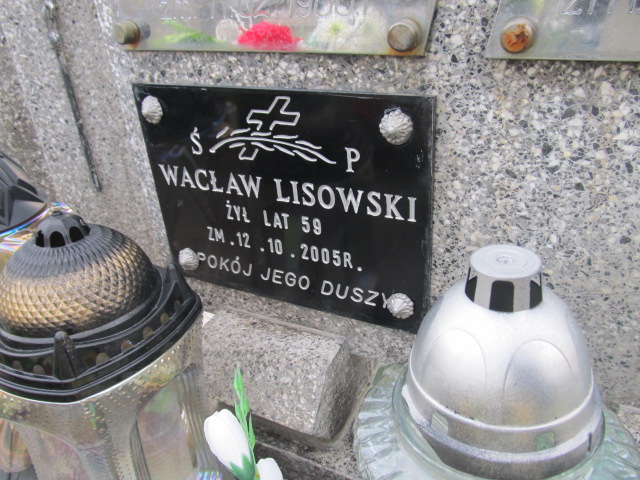 Ś P
WACŁAW LISOWSKI
ŻYŁ LAT 59
ZM. 12. 10. 2005R.
POKÓJ JEGO DUSZY